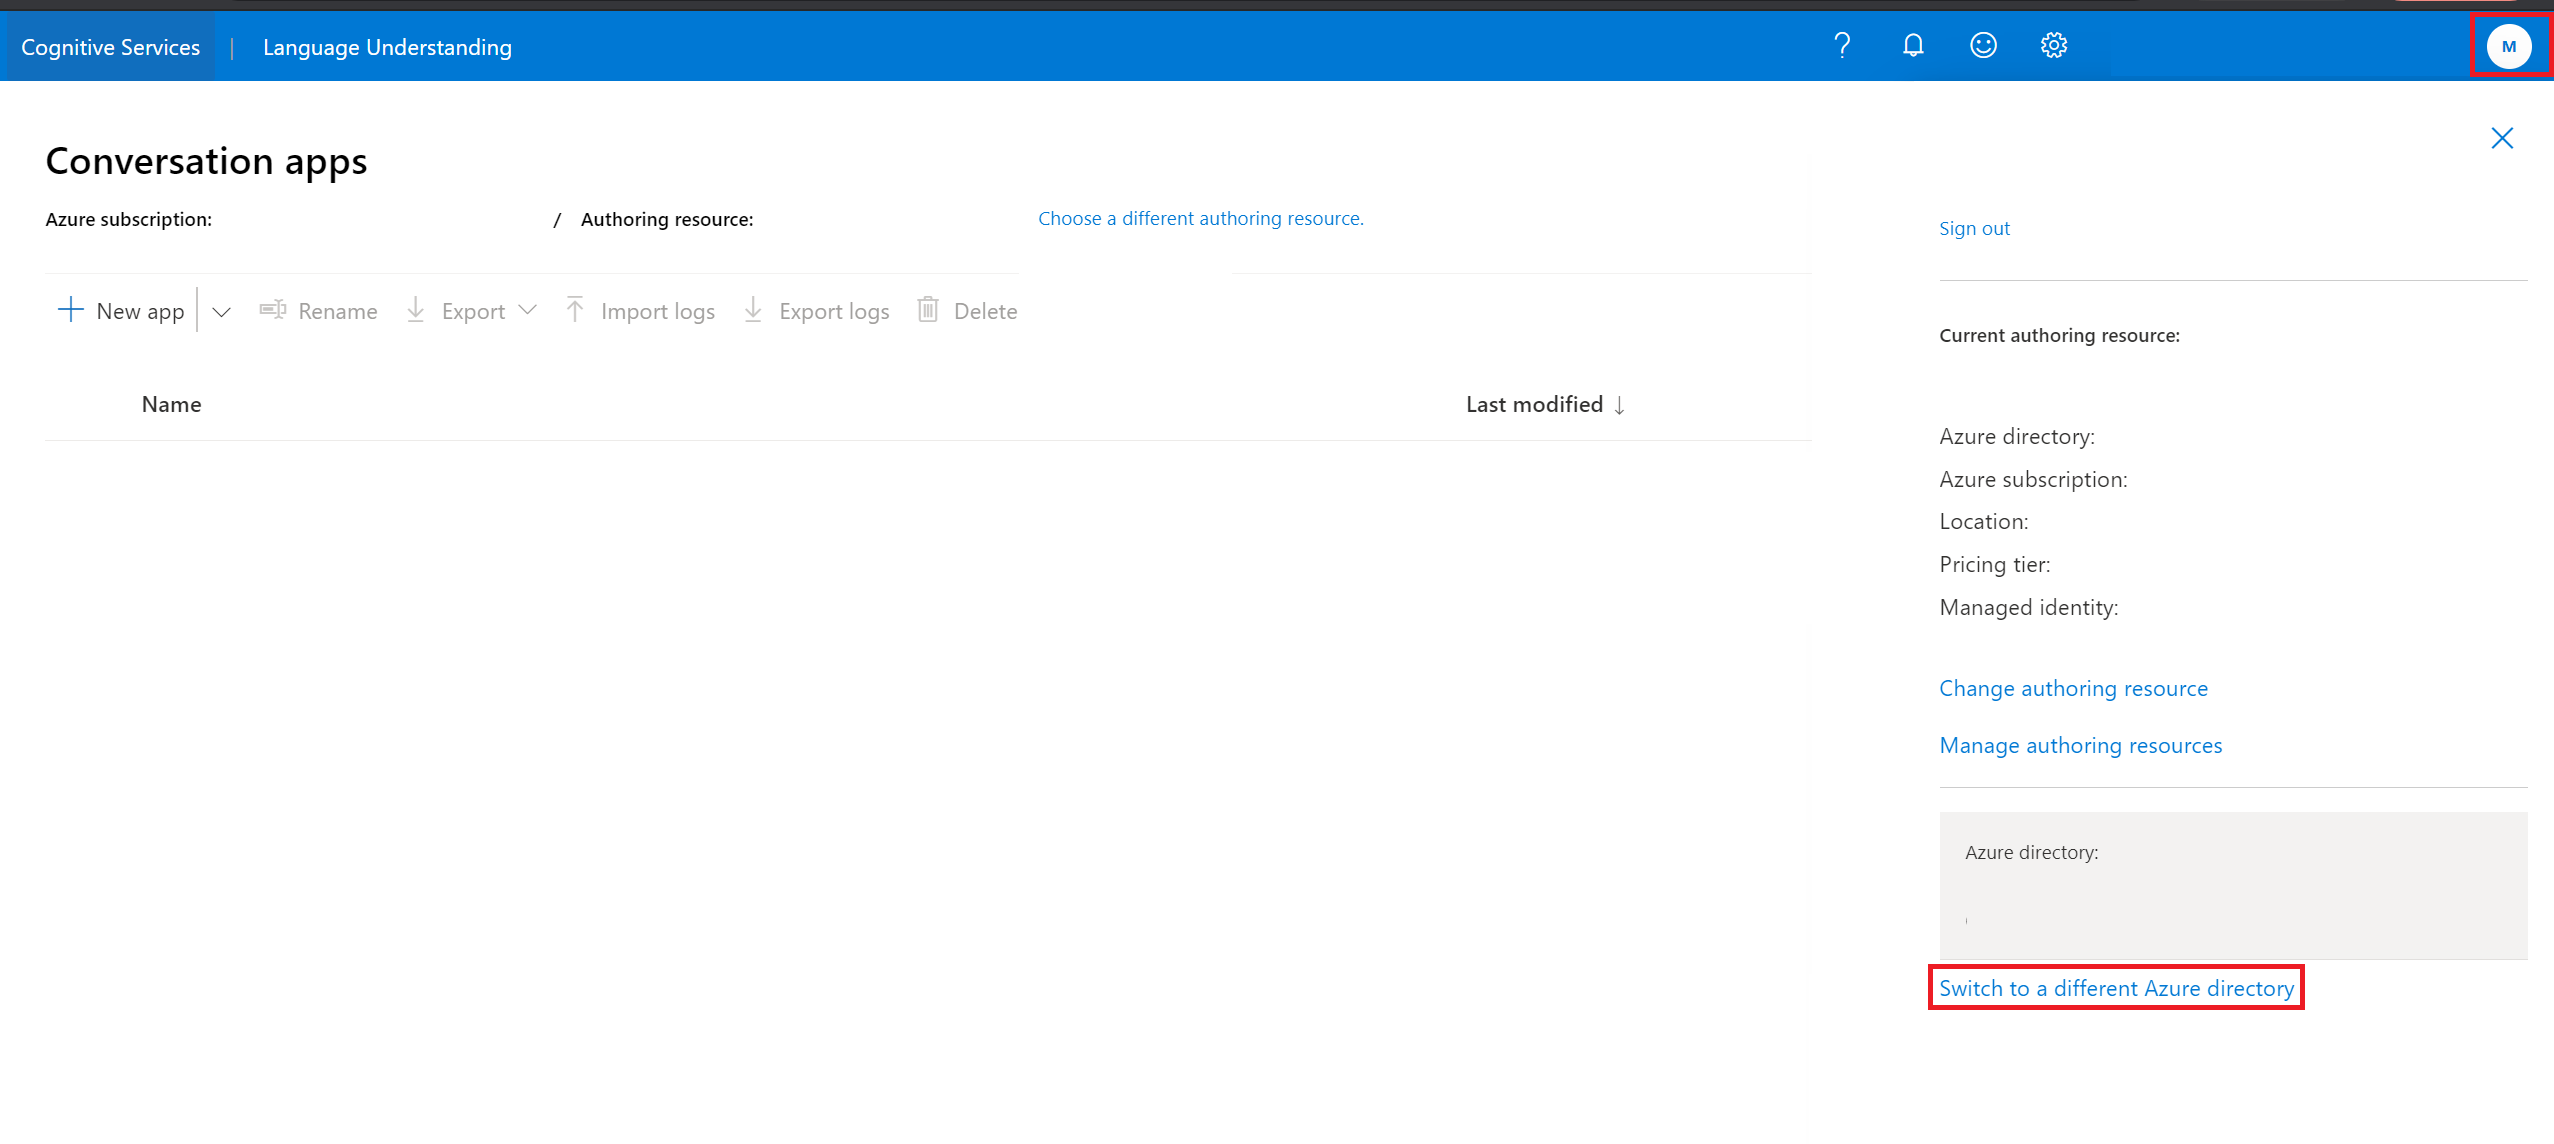 Cognitive Services | Language Understanding
M
Conversation apps
Azure subscription: / Authoring resource: Choose a different authoring resource.
New app Rename Export Import logs Export logs Delete
Name Last modified ↓
Sign out
Current authoring resource:
Azure directory:
Azure subscription:
Location:
Pricing tier:
Managed identity:
Change authoring resource
Manage authoring resources
Azure directory:
Switch to a different Azure directory